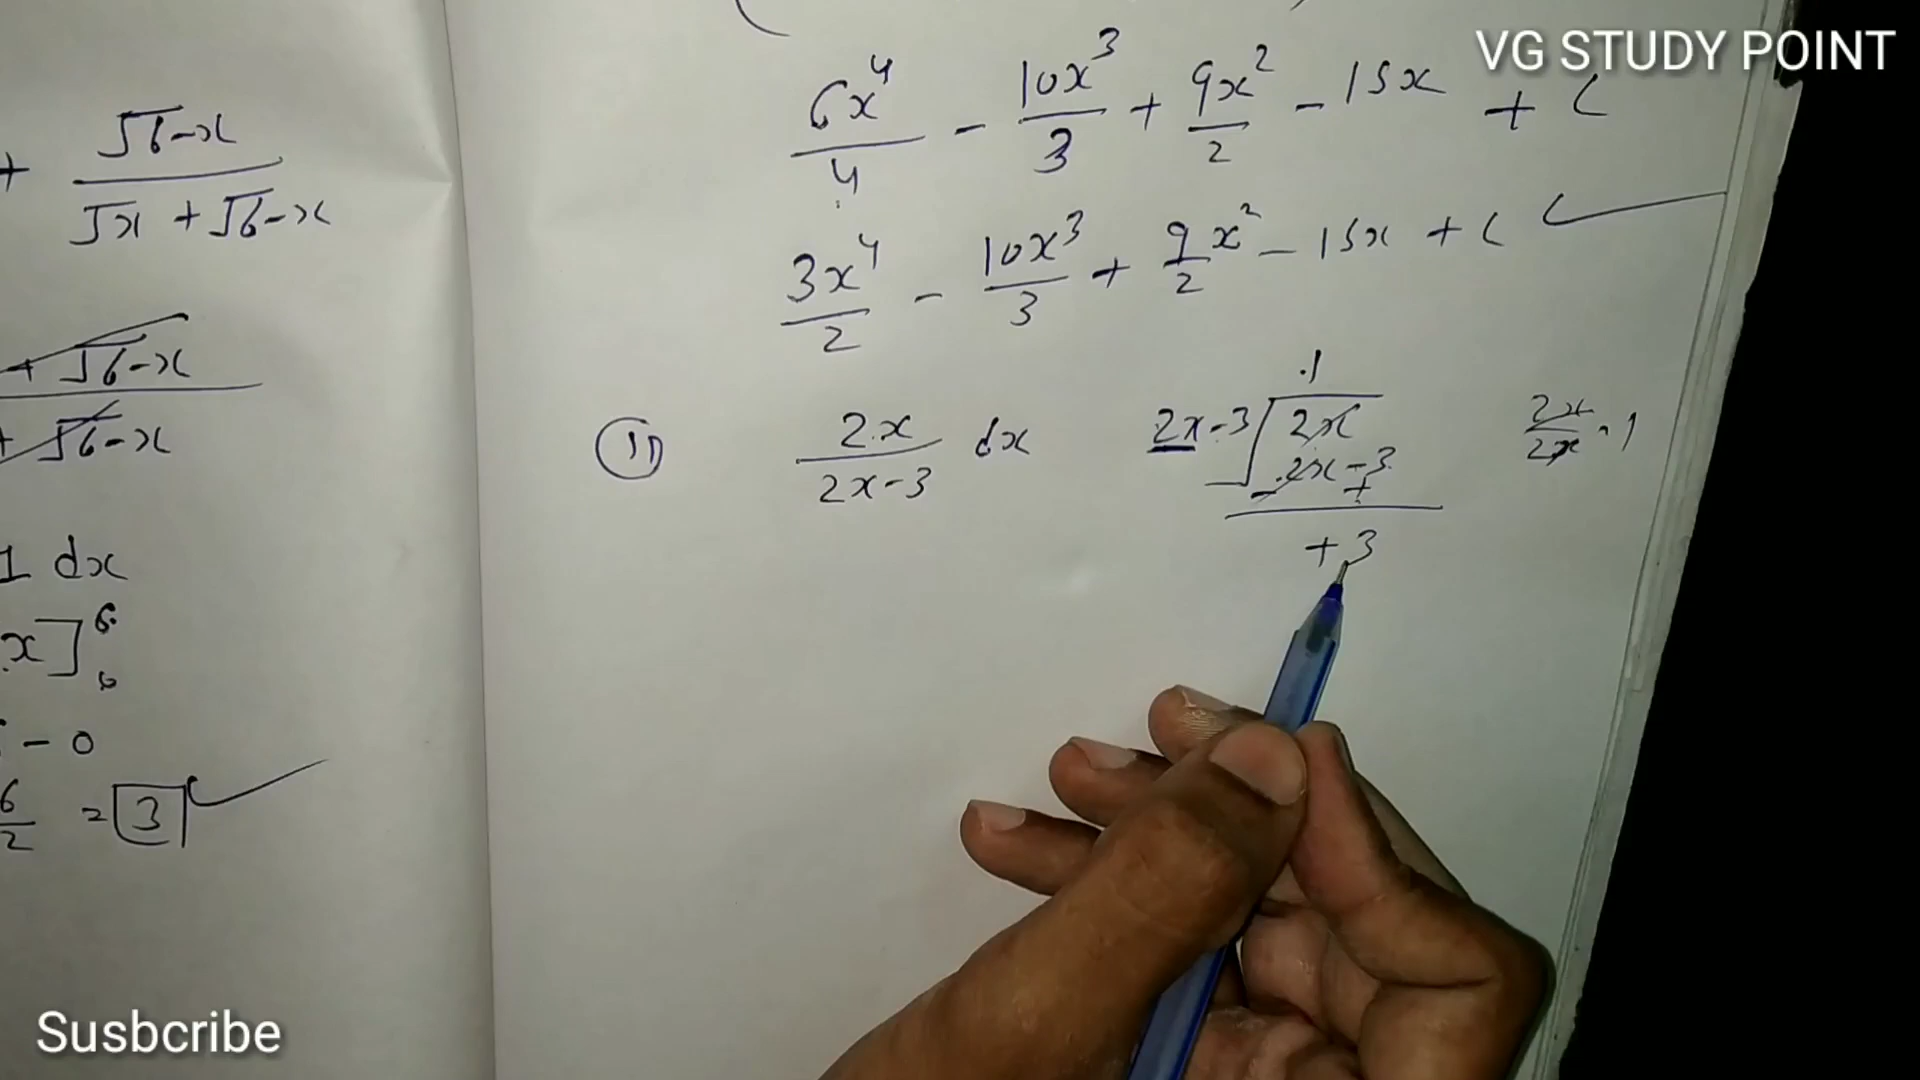 VG STUDY POINT
+ √6-x / √x + √6-x
+ √6-x
+ √6-x
1 dx
x]
- 0
6/2 = 3
6x⁴/4 - 10x³/3 + 9x²/2 - 15x + C
3x⁴/2 - 10x³/3 + 9/2 x² - 15x + C
11 2x/2x-3 dx
1
2x-3 2x
2x-3
- +
+3
2x/2x = 1
Susbcribe